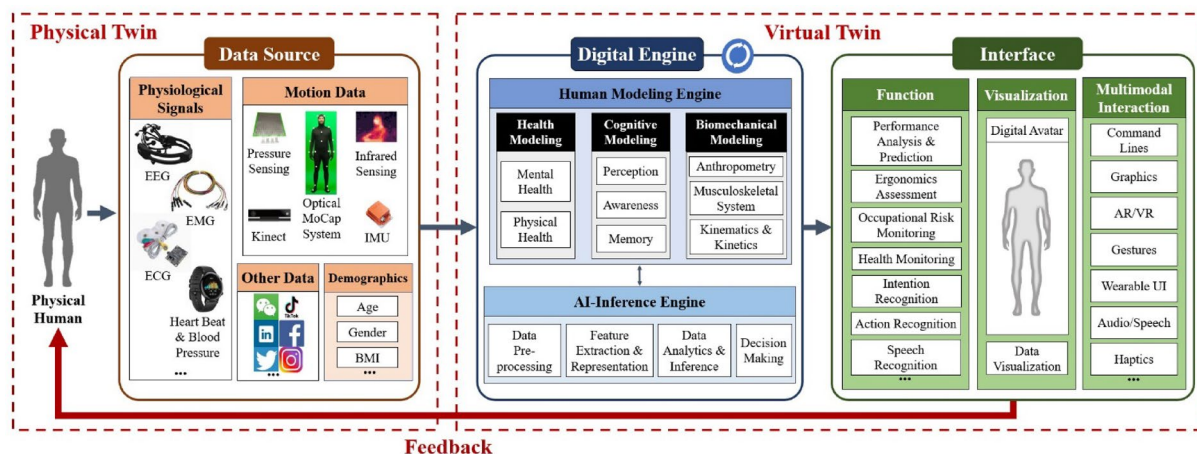 Physical Twin
Virtual Twin
Data Source
Digital Engine
Interface
Physiological
Signals
EEG
EMG
ECG
Heart Beat
& Blood
Pressure
...
Motion Data
Pressure
Sensing
Optical
MoCap
System
Infrared
Sensing
Kinect
IMU
Other Data
TikTok
...
Demographics
Age
Gender
BMI
...
Physical
Human
Human Modeling Engine
Health
Modeling
Mental
Health
Physical
Health
Cognitive
Modeling
Perception
Awareness
Memory
Biomechanical
Modeling
Anthropometry
Musculoskeletal
System
Kinematics &
Kinetics
AI-Inference Engine
Data
Pre-
processing
Feature
Extraction &
Representation
Data
Analytics &
Inference
Decision
Making
Function
Performance
Analysis &
Prediction
Ergonomics
Assessment
Occupational Risk
Monitoring
Health Monitoring
Intention
Recognition
Action Recognition
Speech
Recognition
...
Visualization
Digital Avatar
Data
Visualization
Multimodal
Interaction
Command
Lines
Graphics
AR/VR
Gestures
Wearable UI
Audio/Speech
Haptics
...
Feedback